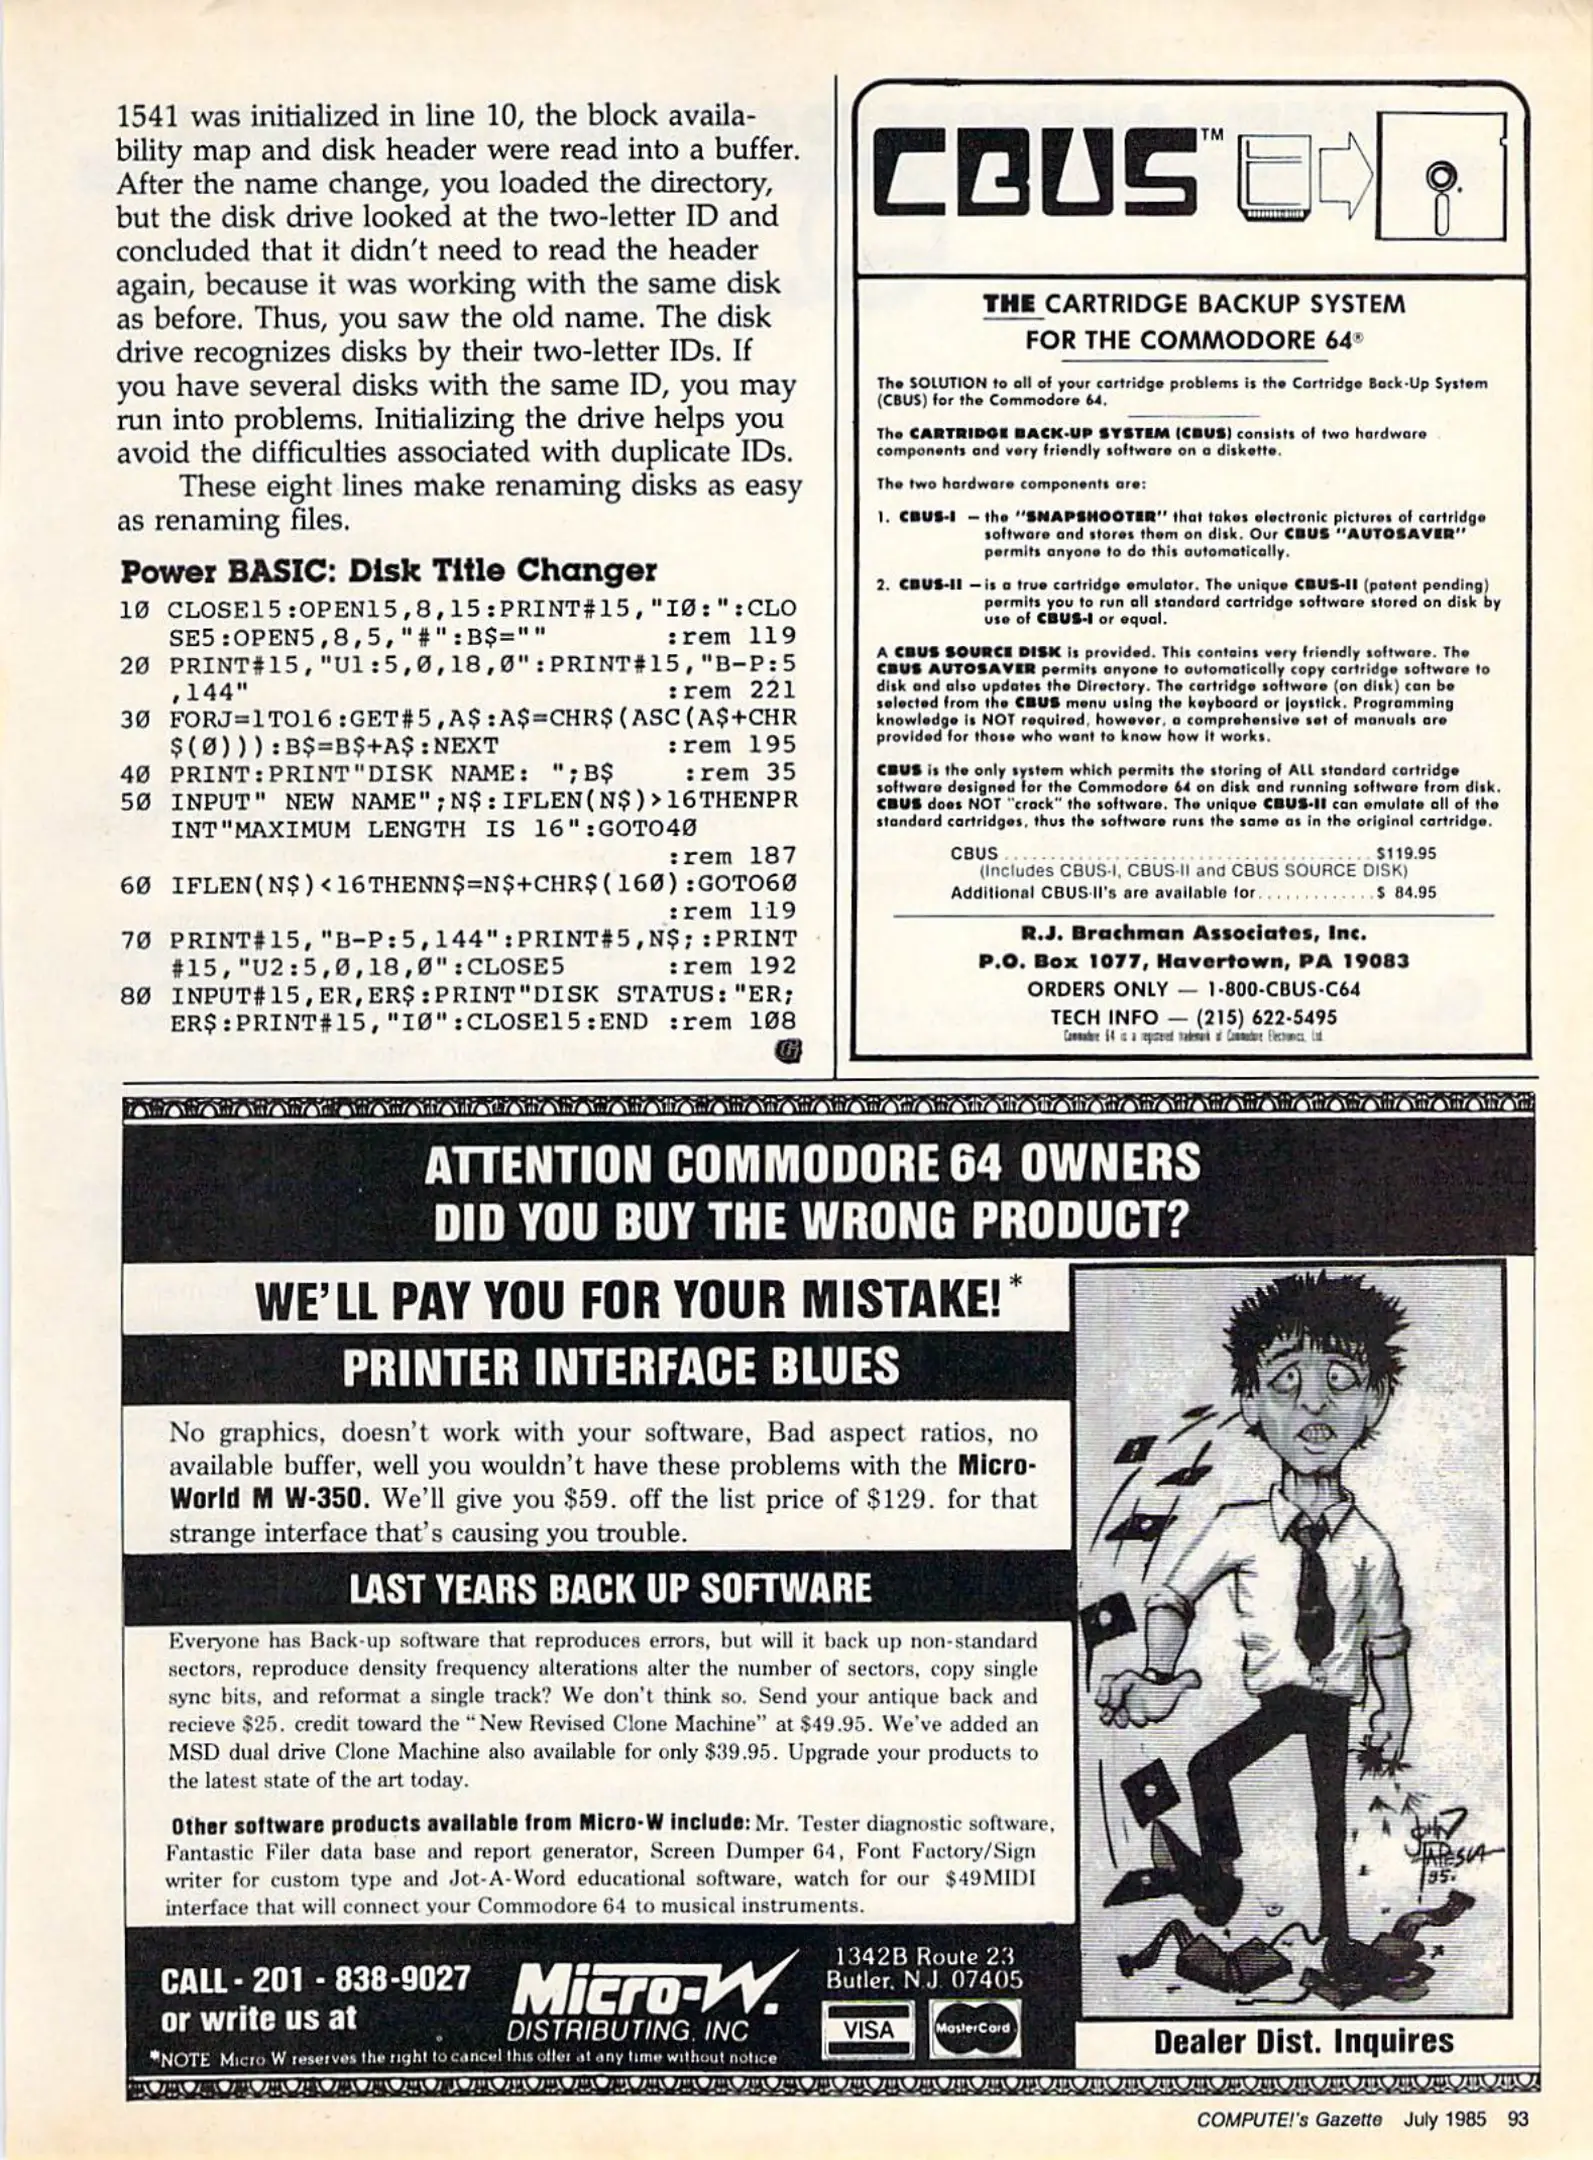 1541 was initialized in line 10, the block availa-
bility map and disk header were read into a buffer.
After the name change, you loaded the directory,
but the disk drive looked at the two-letter ID and
concluded that it didn't need to read the header
again, because it was working with the same disk
as before. Thus, you saw the old name. The disk
drive recognizes disks by their two-letter IDs. If
you have several disks with the same ID, you may
run into problems. Initializing the drive helps you
avoid the difficulties associated with duplicate IDs.
These eight lines make renaming disks as easy
as renaming files.
Power BASIC: Disk Title Changer
10 CLOSE15:OPEN15,8,15:PRINT#15,"I0:":CLO
SE5:OPEN5,8,5,"#":B$="" :rem 119
20 PRINT#15,"U1:5,0,18,0":PRINT#15,"B-P:5
,144" :rem 221
30 FORJ=1TO16:GET#5,A$:A$=CHR$(ASC(A$+CHR
$(0))):B$=B$+A$:NEXT :rem 195
40 PRINT:PRINT"DISK NAME: ";B$ :rem 35
50 INPUT" NEW NAME";N$:IFLEN(N$)>16THENPR
INT"MAXIMUM LENGTH IS 16":GOTO40
:rem 187
60 IFLEN(N$)<16THENN$=N$+CHR$(160):GOTO60
:rem 119
70 PRINT#15,"B-P:5,144":PRINT#5,N$;:PRINT
#15,"U2:5,0,18,0":CLOSE5 :rem 192
80 INPUT#15,ER,ER$:PRINT"DISK STATUS:"ER;
ER$:PRINT#15,"I0":CLOSE15:END :rem 108
G
CBUS™
THE CARTRIDGE BACKUP SYSTEM
FOR THE COMMODORE 64®
The SOLUTION to all of your cartridge problems is the Cartridge Back-Up System
(CBUS) for the Commodore 64.
The CARTRIDGE BACK-UP SYSTEM (CBUS) consists of two hardware
components and very friendly software on a diskette.
The two hardware components are:
1. CBUS-I — the "SNAPSHOOTER" that takes electronic pictures of cartridge
software and stores them on disk. Our CBUS "AUTOSAVER"
permits anyone to do this automatically.
2. CBUS-II — is a true cartridge emulator. The unique CBUS-II (patent pending)
permits you to run all standard cartridge software stored on disk by
use of CBUS-I or equal.
A CBUS SOURCE DISK is provided. This contains very friendly software. The
CBUS AUTOSAVER permits anyone to automatically copy cartridge software to
disk and also updates the Directory. The cartridge software (on disk) can be
selected from the CBUS menu using the keyboard or joystick. Programming
knowledge is NOT required, however, a comprehensive set of manuals are
provided for those who want to know how it works.
CBUS is the only system which permits the storing of ALL standard cartridge
software designed for the Commodore 64 on disk and running software from disk.
CBUS does NOT "crack" the software. The unique CBUS-II can emulate all of the
standard cartridges, thus the software runs the same as in the original cartridge.
CBUS ........................................ $119.95
(Includes CBUS-I, CBUS-II and CBUS SOURCE DISK)
Additional CBUS-II's are available for ............. $ 84.95
R.J. Brachman Associates, Inc.
P.O. Box 1077, Havertown, PA 19083
ORDERS ONLY — 1-800-CBUS-C64
TECH INFO — (215) 622-5495
Commodore 64 is a registered trademark of Commodore Electronics, Ltd.
ATTENTION COMMODORE 64 OWNERS
DID YOU BUY THE WRONG PRODUCT?
WE'LL PAY YOU FOR YOUR MISTAKE!*
PRINTER INTERFACE BLUES
No graphics, doesn't work with your software, Bad aspect ratios, no
available buffer, well you wouldn't have these problems with the Micro-
World M W-350. We'll give you $59. off the list price of $129. for that
strange interface that's causing you trouble.
LAST YEARS BACK UP SOFTWARE
Everyone has Back-up software that reproduces errors, but will it back up non-standard
sectors, reproduce density frequency alterations alter the number of sectors, copy single
sync bits, and reformat a single track? We don't think so. Send your antique back and
recieve $25. credit toward the "New Revised Clone Machine" at $49.95. We've added an
MSD dual drive Clone Machine also available for only $39.95. Upgrade your products to
the latest state of the art today.
Other software products available from Micro-W include: Mr. Tester diagnostic software,
Fantastic Filer data base and report generator, Screen Dumper 64, Font Factory/Sign
writer for custom type and Jot-A-Word educational software, watch for our $49MIDI
interface that will connect your Commodore 64 to musical instruments.
CALL - 201 - 838-9027
or write us at
Micro-W.
DISTRIBUTING, INC
1342B Route 23
Butler, N.J. 07405
VISA
MasterCard
*NOTE Micro W reserves the right to cancel this offer at any time without notice
JOHN
85.
Dealer Dist. Inquires
COMPUTE!'s Gazette July 1985 93